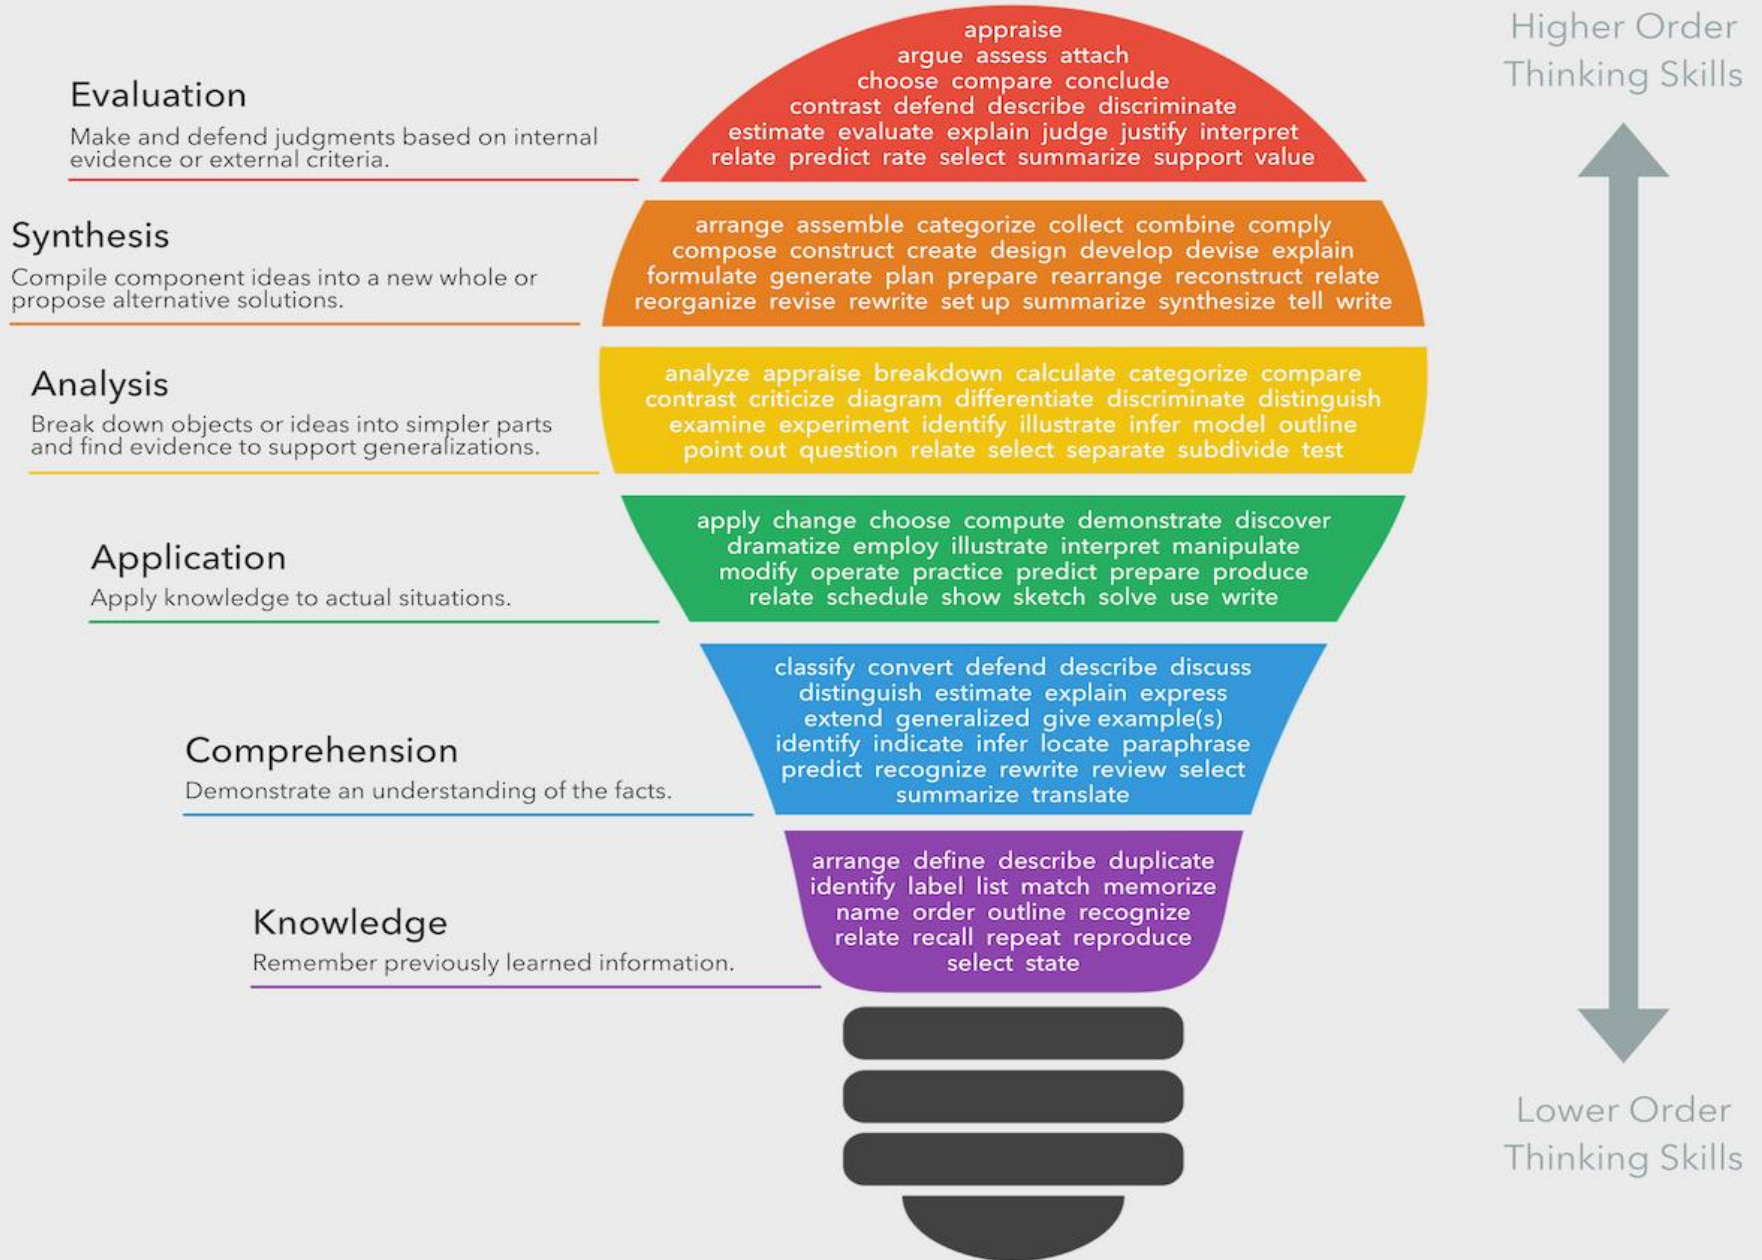 Higher Order
Thinking Skills
Evaluation
Make and defend judgments based on internal
evidence or external criteria.
appraise
argue assess attach
choose compare conclude
contrast defend describe discriminate
estimate evaluate explain judge justify interpret
relate predict rate select summarize support value
Synthesis
Compile component ideas into a new whole or
propose alternative solutions.
arrange assemble categorize collect combine comply
compose construct create design develop devise explain
formulate generate plan prepare rearrange reconstruct relate
reorganize revise rewrite set up summarize synthesize tell write
Analysis
Break down objects or ideas into simpler parts
and find evidence to support generalizations.
analyze appraise breakdown calculate categorize compare
contrast criticize diagram differentiate discriminate distinguish
examine experiment identify illustrate infer model outline
point out question relate select separate subdivide test
Application
Apply knowledge to actual situations.
apply change choose compute demonstrate discover
dramatize employ illustrate interpret manipulate
modify operate practice predict prepare produce
relate schedule show sketch solve use write
Comprehension
Demonstrate an understanding of the facts.
classify convert defend describe discuss
distinguish estimate explain express
extend generalized give example(s)
identify indicate infer locate paraphrase
predict recognize rewrite review select
summarize translate
Knowledge
Remember previously learned information.
arrange define describe duplicate
identify label list match memorize
name order outline recognize
relate recall repeat reproduce
select state
Lower Order
Thinking Skills